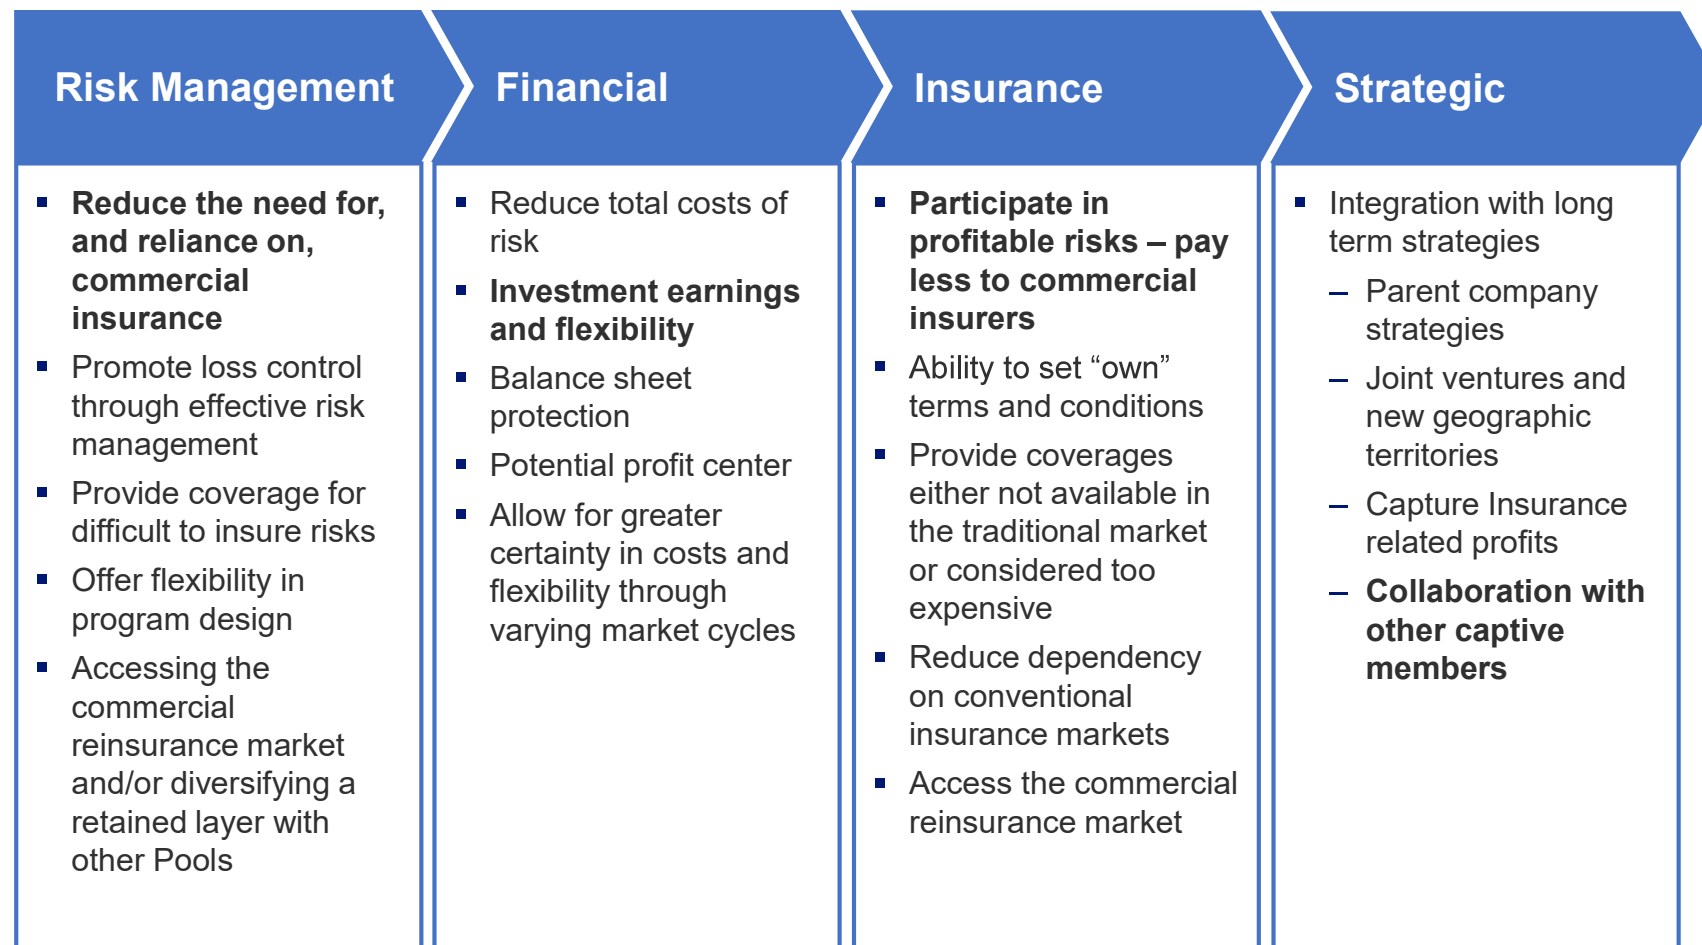 Risk Management
Reduce the need for,
and reliance on,
commercial
insurance
Promote loss control
through effective risk
management
Provide coverage for
difficult to insure risks
Offer flexibility in
program design
Accessing the
commercial
reinsurance market
and/or diversifying a
retained layer with
other Pools
Financial
Reduce total costs of
risk
Investment earnings
and flexibility
Balance sheet
protection
Potential profit center
Allow for greater
certainty in costs and
flexibility through
varying market cycles
Insurance
Participate in
profitable risks – pay
less to commercial
insurers
Ability to set “own”
terms and conditions
Provide coverages
either not available in
the traditional market
or considered too
expensive
Reduce dependency
on conventional
insurance markets
Access the commercial
reinsurance market
Strategic
Integration with long
term strategies
– Parent company
strategies
– Joint ventures and
new geographic
territories
– Capture Insurance
related profits
– Collaboration with
other captive
members